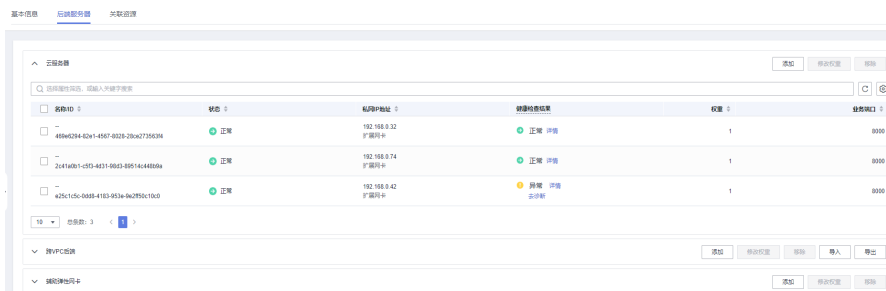 基本信息 后端服务器 关联资源
云服务器 添加 修改权重 移除
选择属性筛选，或输入关键字搜索
名称/ID 状态 私网IP地址 健康检查结果 权重 业务端口
--
正常 192.168.0.32 正常 详情 1 8000
469e6294-82e1-4567-8028-28ce273563f4 扩展网卡
--
正常 192.168.0.74 正常 详情 1 8000
2c41a0b1-c5f3-4d31-98d3-89514c448b9a 扩展网卡
--
正常 192.168.0.42 异常 详情 1 8000
e25c1c5c-0dd8-4183-953e-9e2ff50c10c0 扩展网卡 去诊断
10 总条数：3 < 1 >
跨VPC后端 添加 修改权重 移除 导入 导出
辅助弹性网卡 添加 修改权重 移除